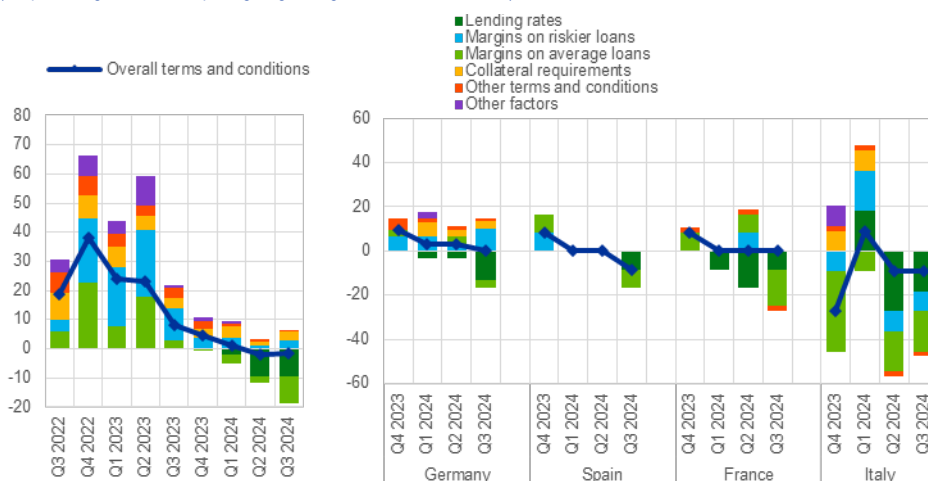 Lending rates
Margins on riskier loans
Margins on average loans
Collateral requirements
Other terms and conditions
Other factors
Overall terms and conditions
80
70
60
50
40
30
20
10
0
-10
-20
Q3 2022
Q4 2022
Q1 2023
Q2 2023
Q3 2023
Q4 2023
Q1 2024
Q2 2024
Q3 2024
60
40
20
0
-20
-40
-60
Q4 2023
Q1 2024
Q2 2024
Q3 2024
Q4 2023
Q1 2024
Q2 2024
Q3 2024
Q4 2023
Q1 2024
Q2 2024
Q3 2024
Q4 2023
Q1 2024
Q2 2024
Q3 2024
Germany
Spain
France
Italy